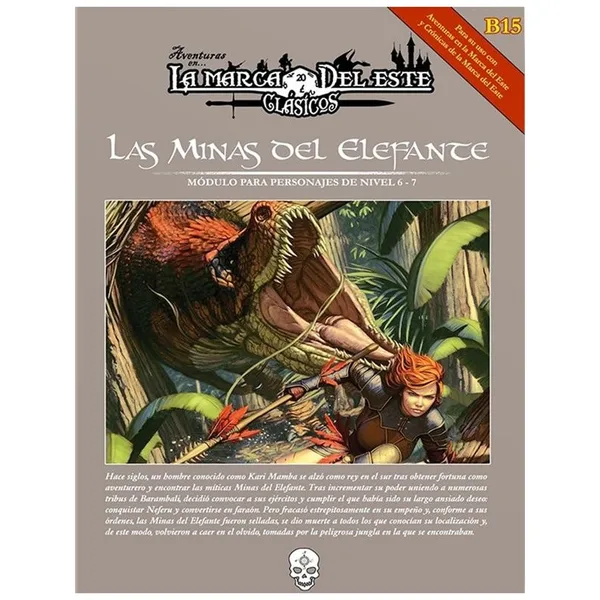 B15
Para su uso con
Aventuras en la Marca del Este
y Crónicas de la Marca del Este
Aventuras en...
La Marca del Este
20
Clásicos
Las Minas del Elefante
MÓDULO PARA PERSONAJES DE NIVEL 6 - 7
Hace siglos, un hombre conocido como Kari Mamba se alzó como rey en el sur tras obtener fortuna como
aventurero y encontrar las míticas Minas del Elefante. Tras incrementar su poder uniendo a numerosas
tribus de Barambali, decidió convocar a sus ejércitos y cumplir el que había sido su largo ansiado deseo:
conquistar Neferu y convertirse en faraón. Pero fracasó estrepitosamente en su empeño y, conforme a sus
órdenes, las Minas del Elefante fueron selladas, se dio muerte a todos los que conocían su localización y,
de este modo, volvieron a caer en el olvido, tomadas por la peligrosa jungla en la que se encontraban.